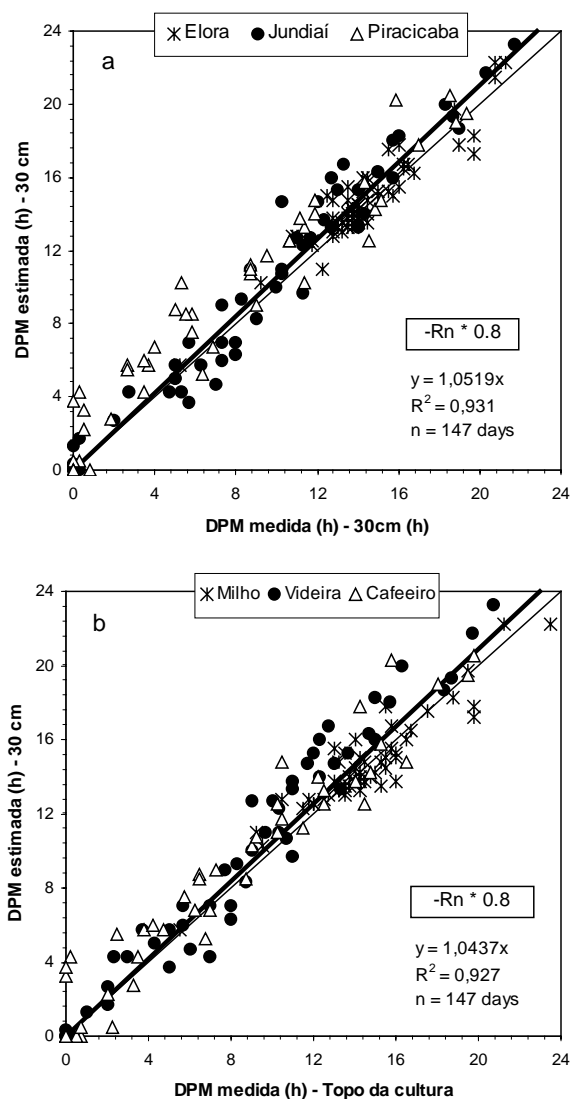 Elora Jundiaí Piracicaba
a
24
20
16
12
8
4
0
DPM estimada (h) - 30 cm
-Rn * 0.8
y = 1,0519x
R² = 0,931
n = 147 days
0 4 8 12 16 20 24
DPM medida (h) - 30cm (h)
Milho Videira Cafeeiro
b
24
20
16
12
8
4
0
DPM estimada (h) - 30 cm
-Rn * 0.8
y = 1,0437x
R² = 0,927
n = 147 days
0 4 8 12 16 20 24
DPM medida (h) - Topo da cultura